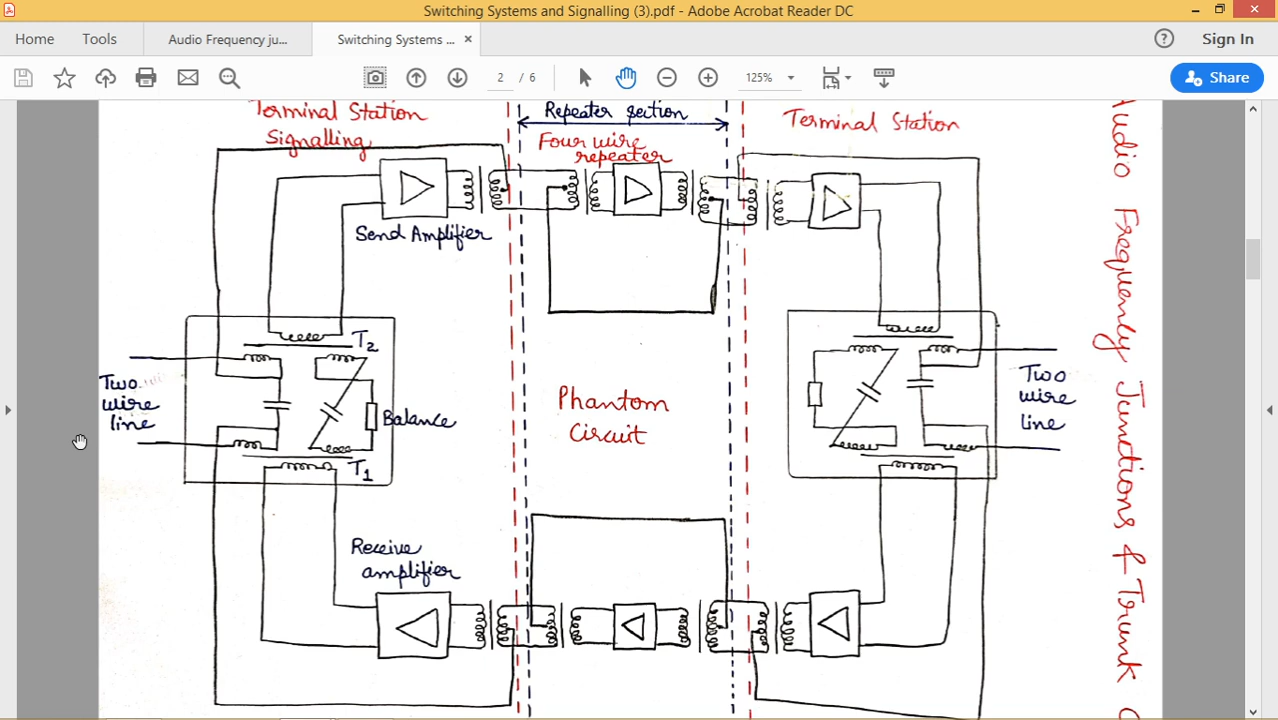 Switching Systems and Signalling (3).pdf - Adobe Acrobat Reader DC
Home
Tools
Audio Frequency ju...
Switching Systems ...
Sign In
2 / 6
125%
Share
Terminal Station
Signalling
Repeater section
Four wire
repeater
Terminal Station
Send Amplifier
T2
Two
wire
line
Balance
T1
Phantom
Circuit
Two
wire
line
Receive
amplifier
Audio Frequency Junctions & Trunk